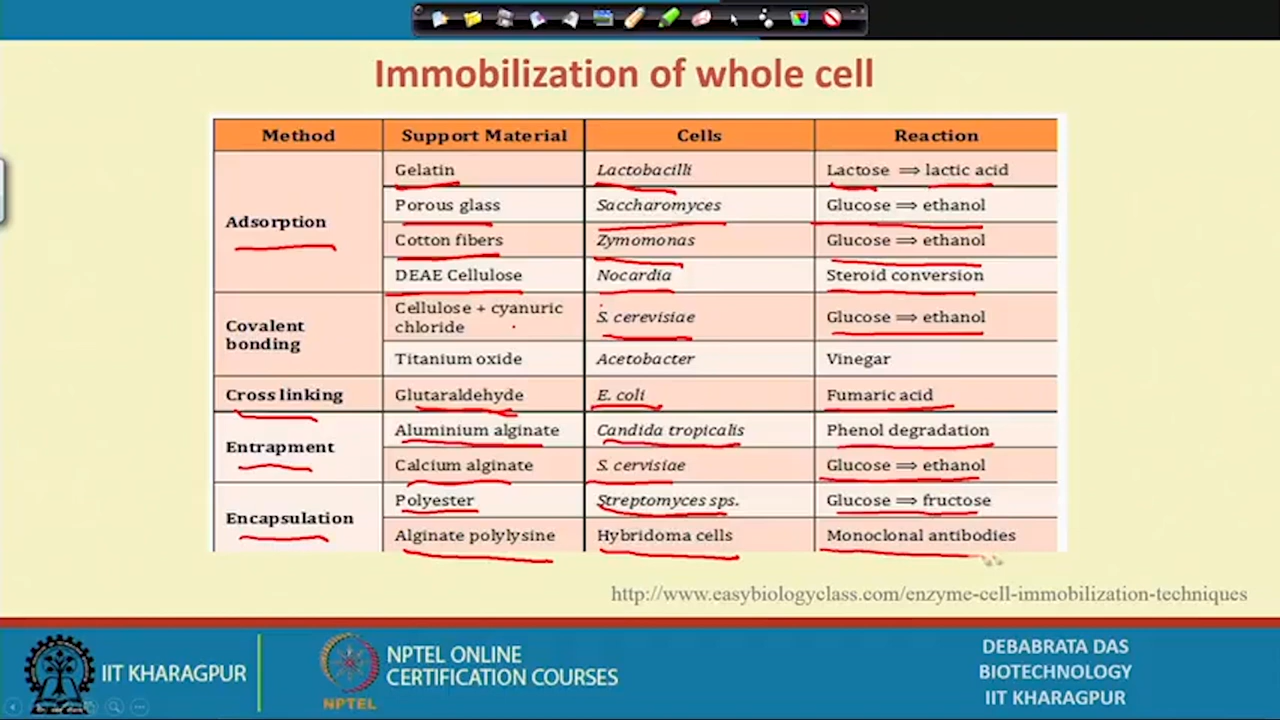 Immobilization of whole cell
Method Support Material Cells Reaction
Adsorption
Gelatin Lactobacilli Lactose ⟹ lactic acid
Porous glass Saccharomyces Glucose ⟹ ethanol
Cotton fibers Zymomonas Glucose ⟹ ethanol
DEAE Cellulose Nocardia Steroid conversion
Covalent
bonding
Cellulose + cyanuric
chloride
S. cerevisiae Glucose ⟹ ethanol
Titanium oxide Acetobacter Vinegar
Cross linking Glutaraldehyde E. coli Fumaric acid
Entrapment
Aluminium alginate Candida tropicalis Phenol degradation
Calcium alginate S. cervisiae Glucose ⟹ ethanol
Encapsulation
Polyester Streptomyces sps. Glucose ⟹ fructose
Alginate polylysine Hybridoma cells Monoclonal antibodies
http://www.easybiologyclass.com/enzyme-cell-immobilization-techniques
IIT KHARAGPUR
NPTEL
NPTEL ONLINE
CERTIFICATION COURSES
DEBABRATA DAS
BIOTECHNOLOGY
IIT KHARAGPUR